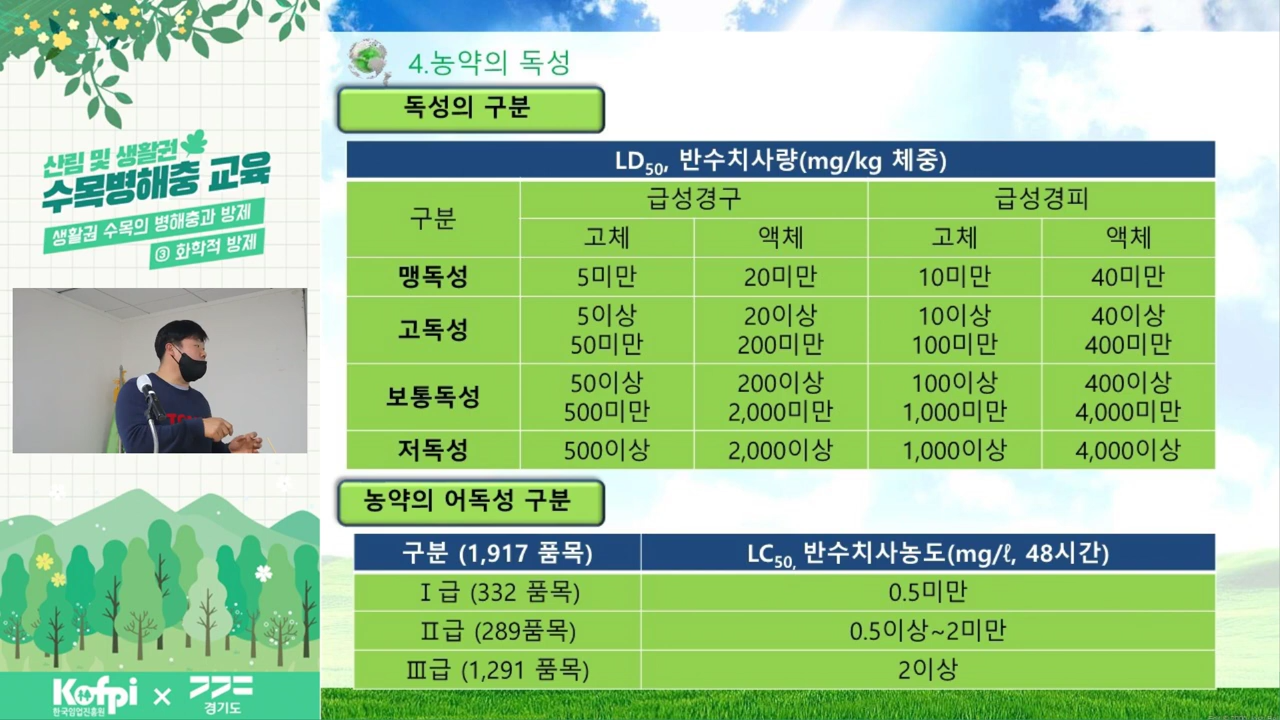 산림 및 생활권
수목병해충 교육
생활권 수목의 병해충과 방제
③ 화학적 방제
Kofpi
한국임업진흥원
×
경기도
4.농약의 독성
독성의 구분
LD50, 반수치사량(mg/kg 체중)
구분 급성경구 급성경피
고체 액체 고체 액체
맹독성 5미만 20미만 10미만 40미만
고독성 5이상 20이상 10이상 40이상
50미만 200미만 100미만 400미만
보통독성 50이상 200이상 100이상 400이상
500미만 2,000미만 1,000미만 4,000미만
저독성 500이상 2,000이상 1,000이상 4,000이상
농약의 어독성 구분
구분 (1,917 품목) LC50, 반수치사농도(mg/ℓ, 48시간)
Ⅰ급 (332 품목) 0.5미만
Ⅱ급 (289품목) 0.5이상~2미만
Ⅲ급 (1,291 품목) 2이상